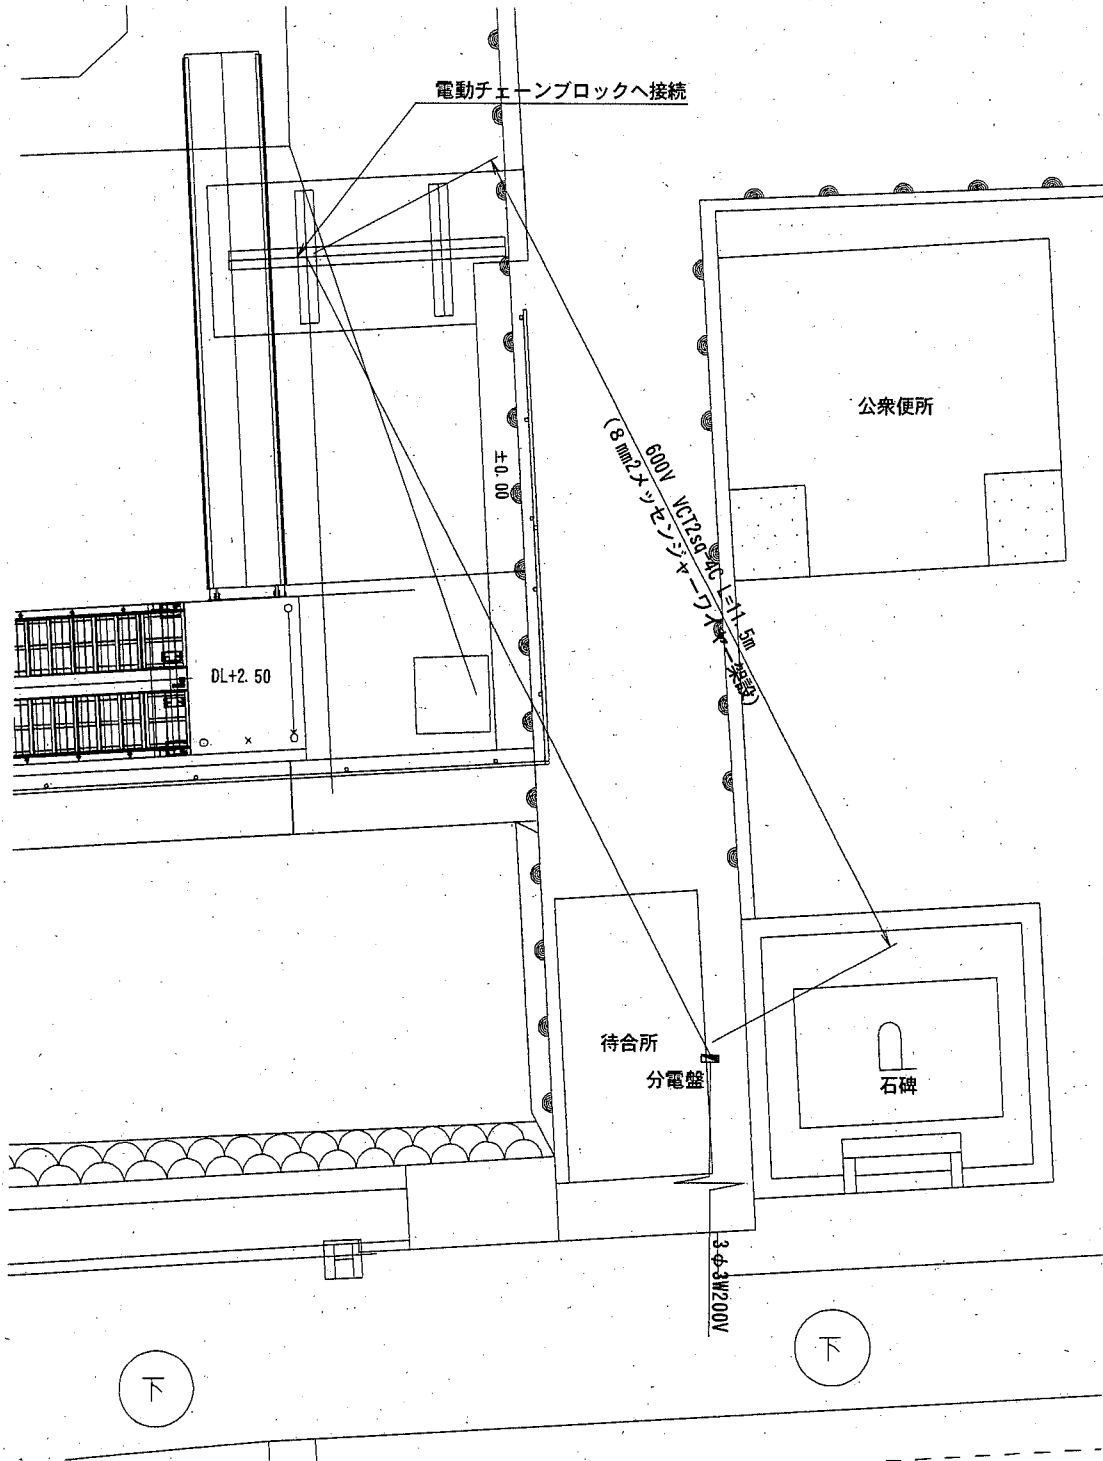 電動チェーンブロックへ接続
公衆便所
±0.00
600V VCT2sq-4C L=11.5m
(8mm2メッセンジャーワイヤー架設)
DL+2.50
待合所
分電盤
石碑
3φ3W200V
下
下